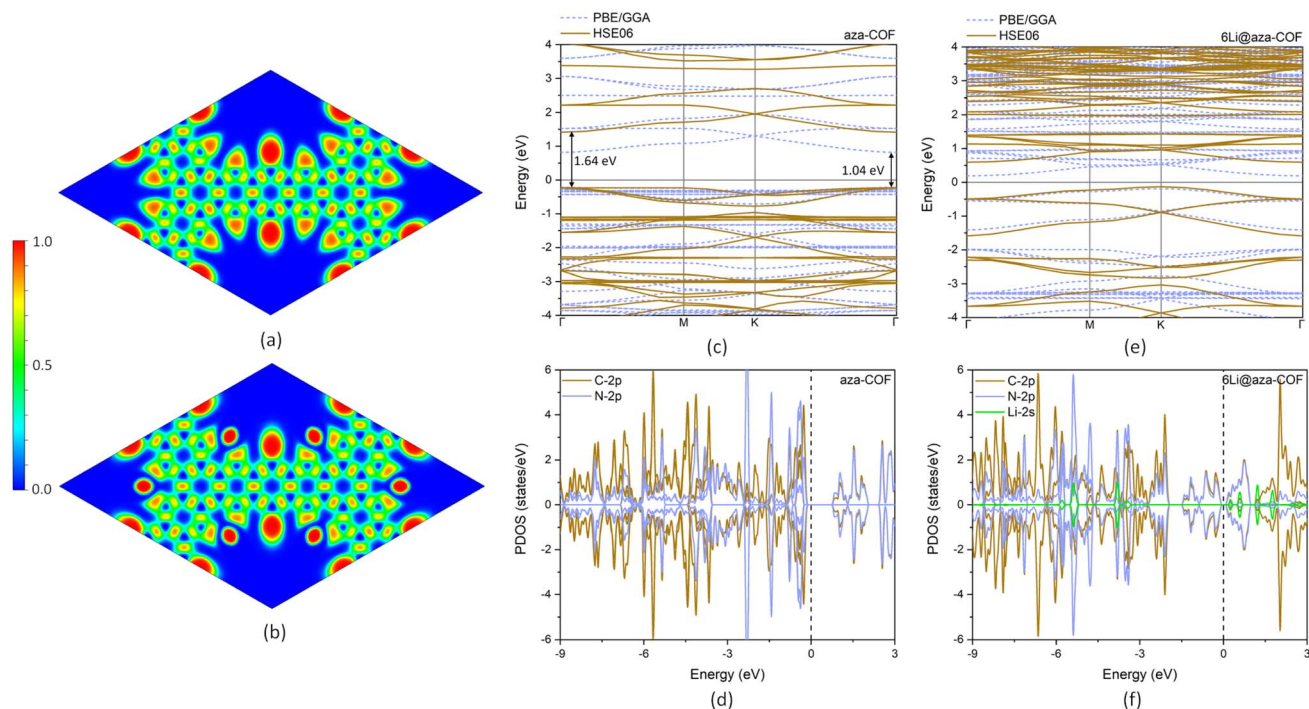 1.0
0.5
0.0
(a)
(b)
PBE/GGA
HSE06
aza-COF
Energy (eV)
4
3
2
1
0
-1
-2
-3
-4
1.64 eV
1.04 eV
Γ M K Γ
(c)
PBE/GGA
HSE06
6Li@aza-COF
Energy (eV)
4
3
2
1
0
-1
-2
-3
-4
Γ M K Γ
(e)
C-2p
N-2p
aza-COF
PDOS (states/eV)
6
4
2
0
2
-4
-6
-9 -6 -3 0 3
Energy (eV)
(d)
C-2p
N-2p
Li-2s
6Li@aza-COF
PDOS (states/eV)
6
4
2
0
2
-4
-6
-9 -6 -3 0 3
Energy (eV)
(f)